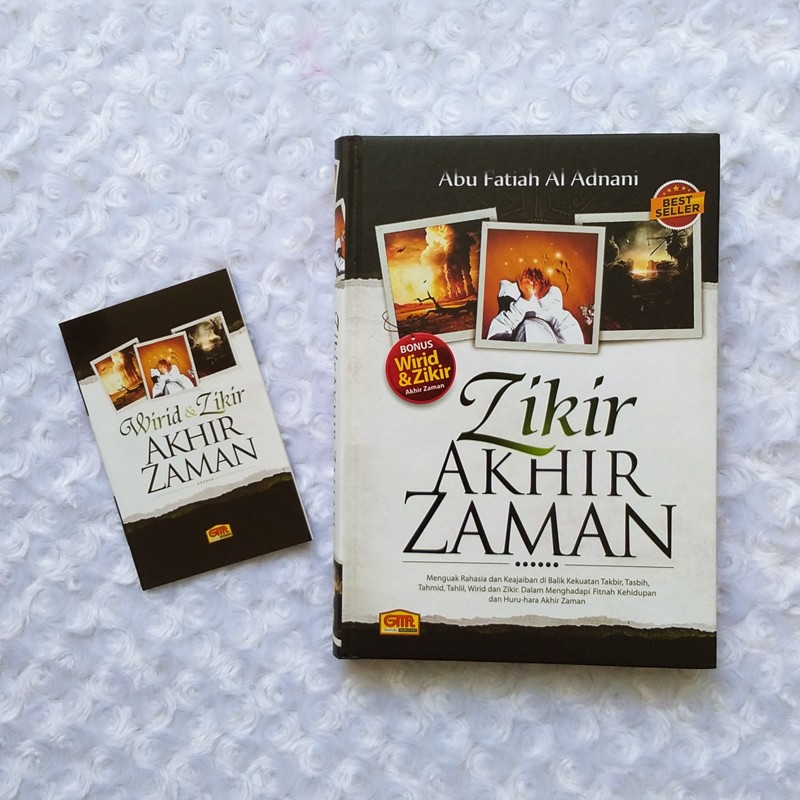 Wirid & Zikir
AKHIR
ZAMAN
GMT
Abu Fatiah Al Adnani
BEST
SELLER
BONUS
Wirid
&Zikir
Akhir Zaman
Zikir
AKHIR
ZAMAN
Menguak Rahasia dan Keajaiban di Balik Kekuatan Takbir, Tasbih,
Tahmid, Tahlil, Wirid dan Zikir. Dalam Menghadapi Fitnah Kehidupan
dan Huru-hara Akhir Zaman
GMT